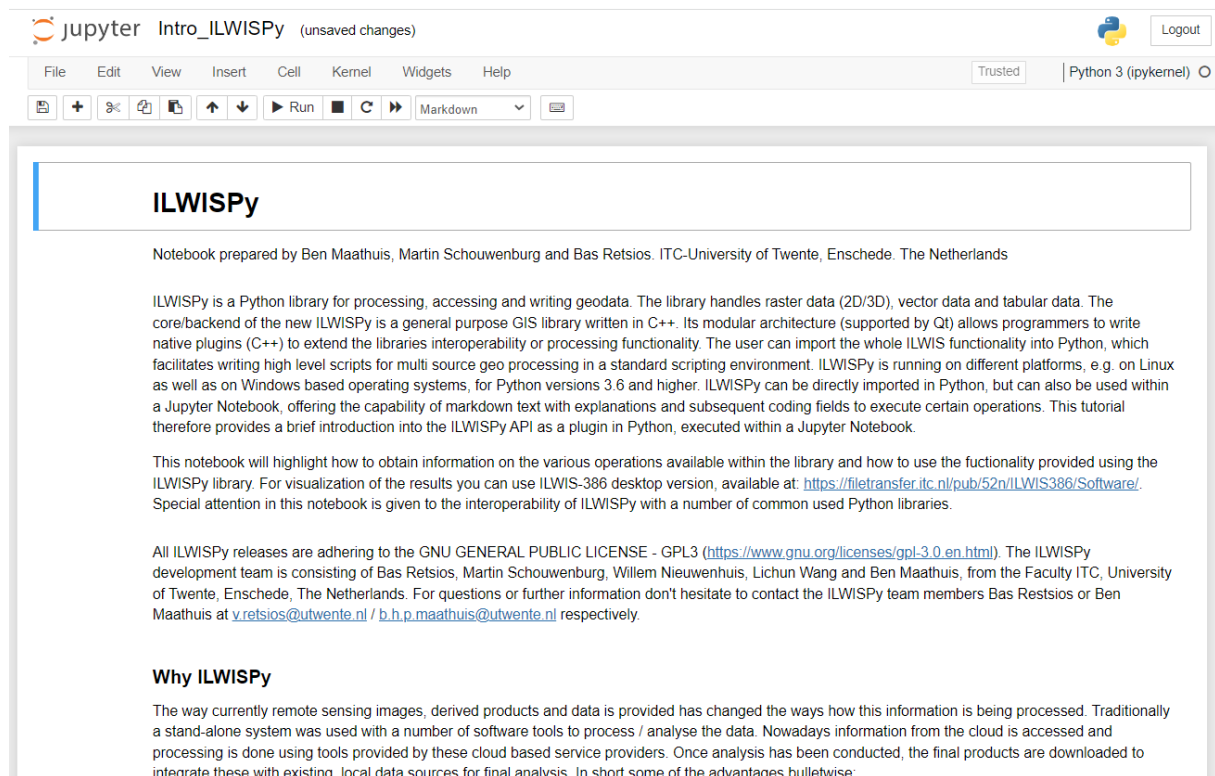 jupyter Intro_ILWISPy (unsaved changes)
Logout
File Edit View Insert Cell Kernel Widgets Help
Trusted
Python 3 (ipykernel)
Run
Markdown
ILWISPy
Notebook prepared by Ben Maathuis, Martin Schouwenburg and Bas Retsios. ITC-University of Twente, Enschede. The Netherlands
ILWISPy is a Python library for processing, accessing and writing geodata. The library handles raster data (2D/3D), vector data and tabular data. The
core/backend of the new ILWISPy is a general purpose GIS library written in C++. Its modular architecture (supported by Qt) allows programmers to write
native plugins (C++) to extend the libraries interoperability or processing functionality. The user can import the whole ILWIS functionality into Python, which
facilitates writing high level scripts for multi source geo processing in a standard scripting environment. ILWISPy is running on different platforms, e.g. on Linux
as well as on Windows based operating systems, for Python versions 3.6 and higher. ILWISPy can be directly imported in Python, but can also be used within
a Jupyter Notebook, offering the capability of markdown text with explanations and subsequent coding fields to execute certain operations. This tutorial
therefore provides a brief introduction into the ILWISPy API as a plugin in Python, executed within a Jupyter Notebook.
This notebook will highlight how to obtain information on the various operations available within the library and how to use the fuctionality provided using the
ILWISPy library. For visualization of the results you can use ILWIS-386 desktop version, available at: https://filetransfer.itc.nl/pub/52n/ILWIS386/Software/.
Special attention in this notebook is given to the interoperability of ILWISPy with a number of common used Python libraries.
All ILWISPy releases are adhering to the GNU GENERAL PUBLIC LICENSE - GPL3 (https://www.gnu.org/licenses/gpl-3.0.en.html). The ILWISPy
development team is consisting of Bas Retsios, Martin Schouwenburg, Willem Nieuwenhuis, Lichun Wang and Ben Maathuis, from the Faculty ITC, University
of Twente, Enschede, The Netherlands. For questions or further information don't hesitate to contact the ILWISPy team members Bas Restsios or Ben
Maathuis at v.retsios@utwente.nl / b.h.p.maathuis@utwente.nl respectively.
Why ILWISPy
The way currently remote sensing images, derived products and data is provided has changed the ways how this information is being processed. Traditionally
a stand-alone system was used with a number of software tools to process / analyse the data. Nowadays information from the cloud is accessed and
processing is done using tools provided by these cloud based service providers. Once analysis has been conducted, the final products are downloaded to
integrate these with existing, local data sources for final analysis. In short some of the advantages bulletwise: